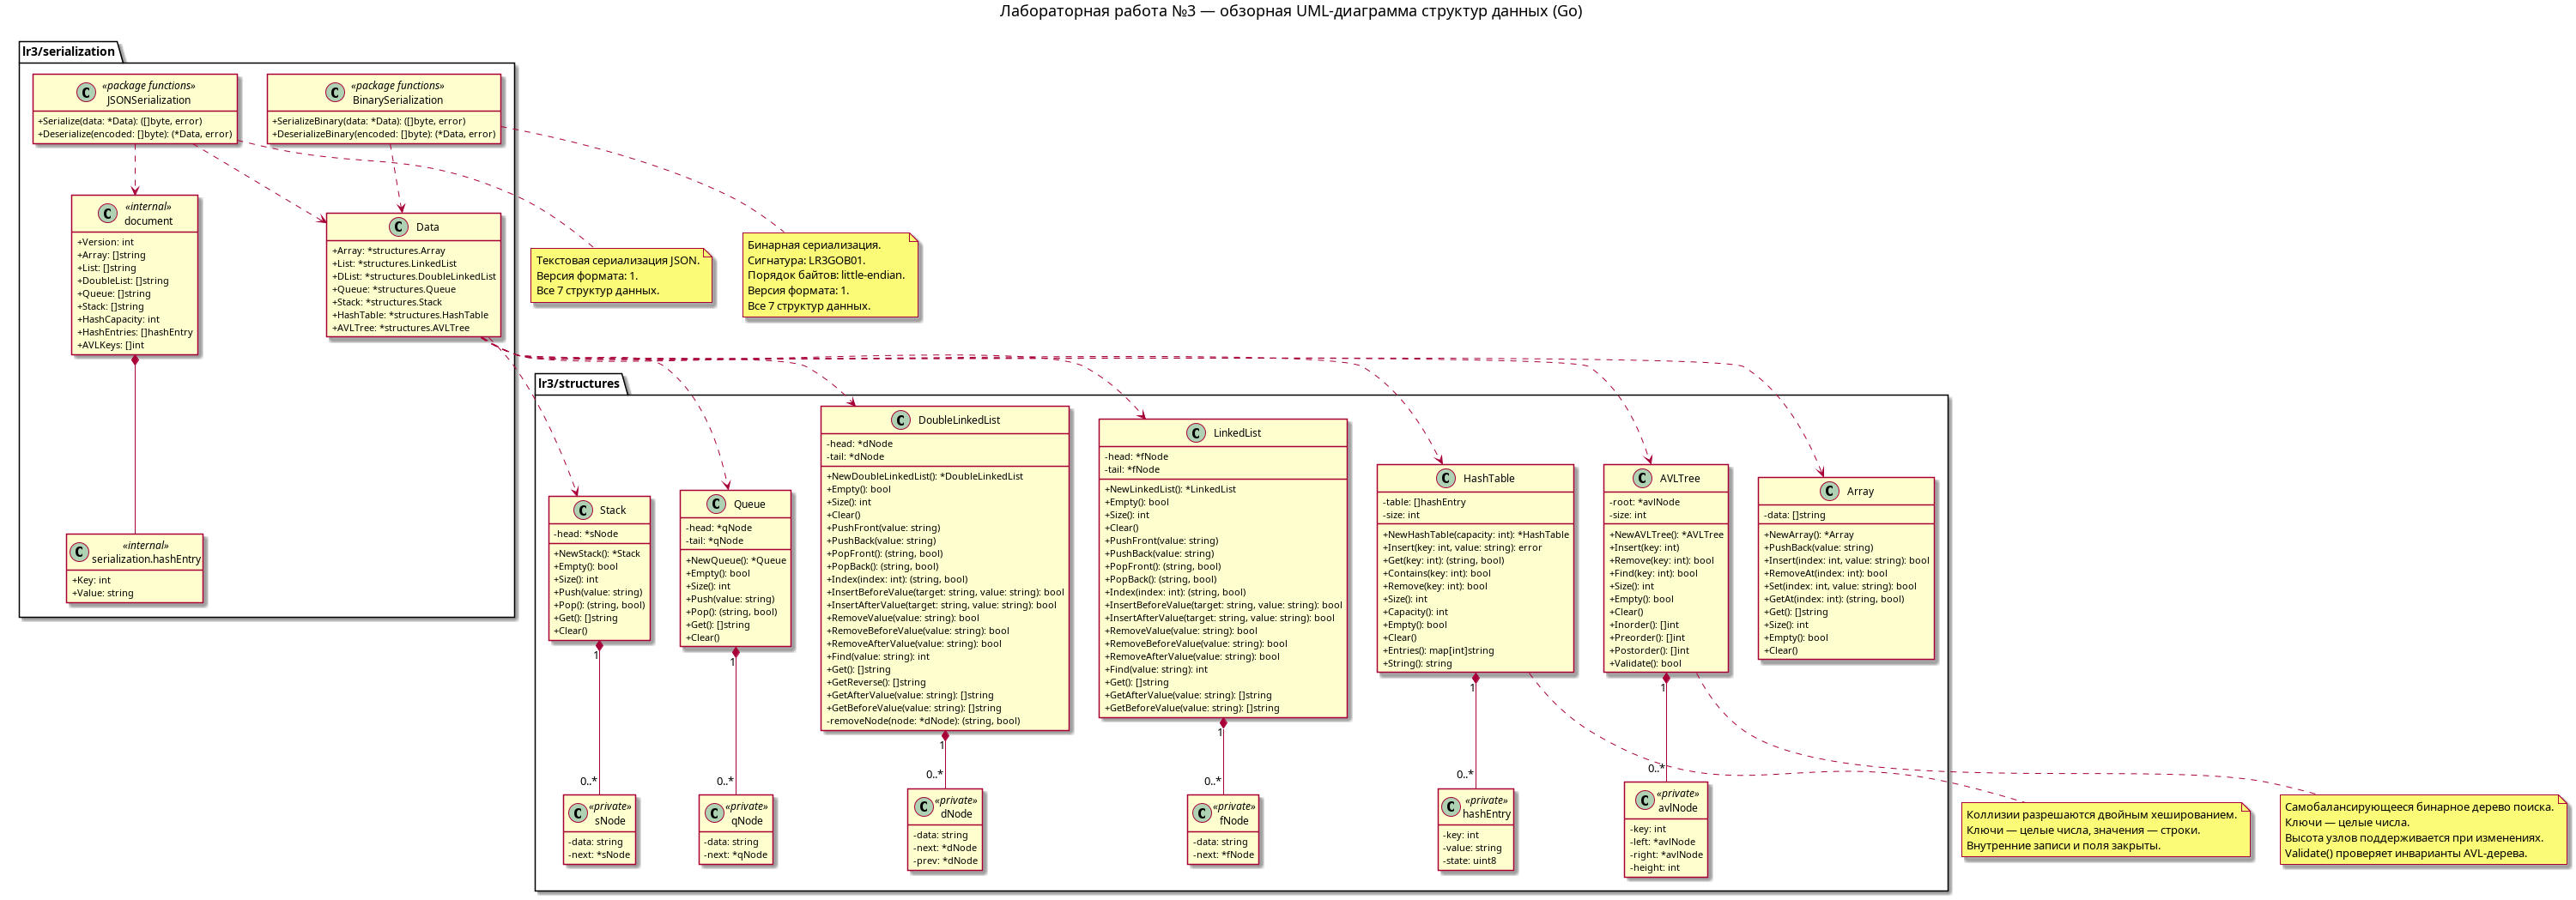 Лабораторная работа №3 — обзорная UML-диаграмма структур данных (Go)
lr3/serialization
C «package functions»
JSONSerialization
+Serialize(data: *Data): ([]byte, error)
+Deserialize(encoded: []byte): (*Data, error)
C «package functions»
BinarySerialization
+SerializeBinary(data: *Data): ([]byte, error)
+DeserializeBinary(encoded: []byte): (*Data, error)
C «internal»
document
+Version: int
+Array: []string
+List: []string
+DoubleList: []string
+Queue: []string
+Stack: []string
+HashCapacity: int
+HashEntries: []hashEntry
+AVLKeys: []int
C Data
+Array: *structures.Array
+List: *structures.LinkedList
+DList: *structures.DoubleLinkedList
+Queue: *structures.Queue
+Stack: *structures.Stack
+HashTable: *structures.HashTable
+AVLTree: *structures.AVLTree
Текстовая сериализация JSON.
Версия формата: 1.
Все 7 структур данных.
Бинарная сериализация.
Сигнатура: LR3GOB01.
Порядок байтов: little-endian.
Версия формата: 1.
Все 7 структур данных.
C «internal»
serialization.hashEntry
+Key: int
+Value: string
lr3/structures
C Stack
-head: *sNode
+NewStack(): *Stack
+Empty(): bool
+Size(): int
+Push(value: string)
+Pop(): (string, bool)
+Get(): []string
+Clear()
C Queue
-head: *qNode
-tail: *qNode
+NewQueue(): *Queue
+Empty(): bool
+Size(): int
+Push(value: string)
+Pop(): (string, bool)
+Get(): []string
+Clear()
C DoubleLinkedList
-head: *dNode
-tail: *dNode
+NewDoubleLinkedList(): *DoubleLinkedList
+Empty(): bool
+Size(): int
+Clear()
+PushFront(value: string)
+PushBack(value: string)
+PopFront(): (string, bool)
+PopBack(): (string, bool)
+Index(index: int): (string, bool)
+InsertBeforeValue(target: string, value: string): bool
+InsertAfterValue(target: string, value: string): bool
+RemoveValue(value: string): bool
+RemoveBeforeValue(value: string): bool
+RemoveAfterValue(value: string): bool
+Find(value: string): int
+Get(): []string
+GetReverse(): []string
+GetAfterValue(value: string): []string
+GetBeforeValue(value: string): []string
-removeNode(node: *dNode): (string, bool)
C LinkedList
-head: *fNode
-tail: *fNode
+NewLinkedList(): *LinkedList
+Empty(): bool
+Size(): int
+Clear()
+PushFront(value: string)
+PushBack(value: string)
+PopFront(): (string, bool)
+PopBack(): (string, bool)
+Index(index: int): (string, bool)
+InsertBeforeValue(target: string, value: string): bool
+InsertAfterValue(target: string, value: string): bool
+RemoveValue(value: string): bool
+RemoveBeforeValue(value: string): bool
+RemoveAfterValue(value: string): bool
+Find(value: string): int
+Get(): []string
+GetAfterValue(value: string): []string
+GetBeforeValue(value: string): []string
C HashTable
-table: []hashEntry
-size: int
+NewHashTable(capacity: int): *HashTable
+Insert(key: int, value: string): error
+Get(key: int): (string, bool)
+Contains(key: int): bool
+Remove(key: int): bool
+Size(): int
+Capacity(): int
+Empty(): bool
+Clear()
+Entries(): map[int]string
+String(): string
C AVLTree
-root: *avlNode
-size: int
+NewAVLTree(): *AVLTree
+Insert(key: int)
+Remove(key: int): bool
+Find(key: int): bool
+Size(): int
+Empty(): bool
+Clear()
+Inorder(): []int
+Preorder(): []int
+Postorder(): []int
+Validate(): bool
C Array
-data: []string
+NewArray(): *Array
+PushBack(value: string)
+Insert(index: int, value: string): bool
+RemoveAt(index: int): bool
+Set(index: int, value: string): bool
+GetAt(index: int): (string, bool)
+Get(): []string
+Size(): int
+Empty(): bool
+Clear()
1
0..*
1
0..*
1
0..*
1
0..*
1
0..*
1
0..*
C «private»
sNode
-data: string
-next: *sNode
C «private»
qNode
-data: string
-next: *qNode
C «private»
dNode
-data: string
-next: *dNode
-prev: *dNode
C «private»
fNode
-data: string
-next: *fNode
C «private»
hashEntry
-key: int
-value: string
-state: uint8
C «private»
avlNode
-key: int
-left: *avlNode
-right: *avlNode
-height: int
Коллизии разрешаются двойным хешированием.
Ключи — целые числа, значения — строки.
Внутренние записи и поля закрыты.
Самобалансирующееся бинарное дерево поиска.
Ключи — целые числа.
Высота узлов поддерживается при изменениях.
Validate() проверяет инварианты AVL-дерева.